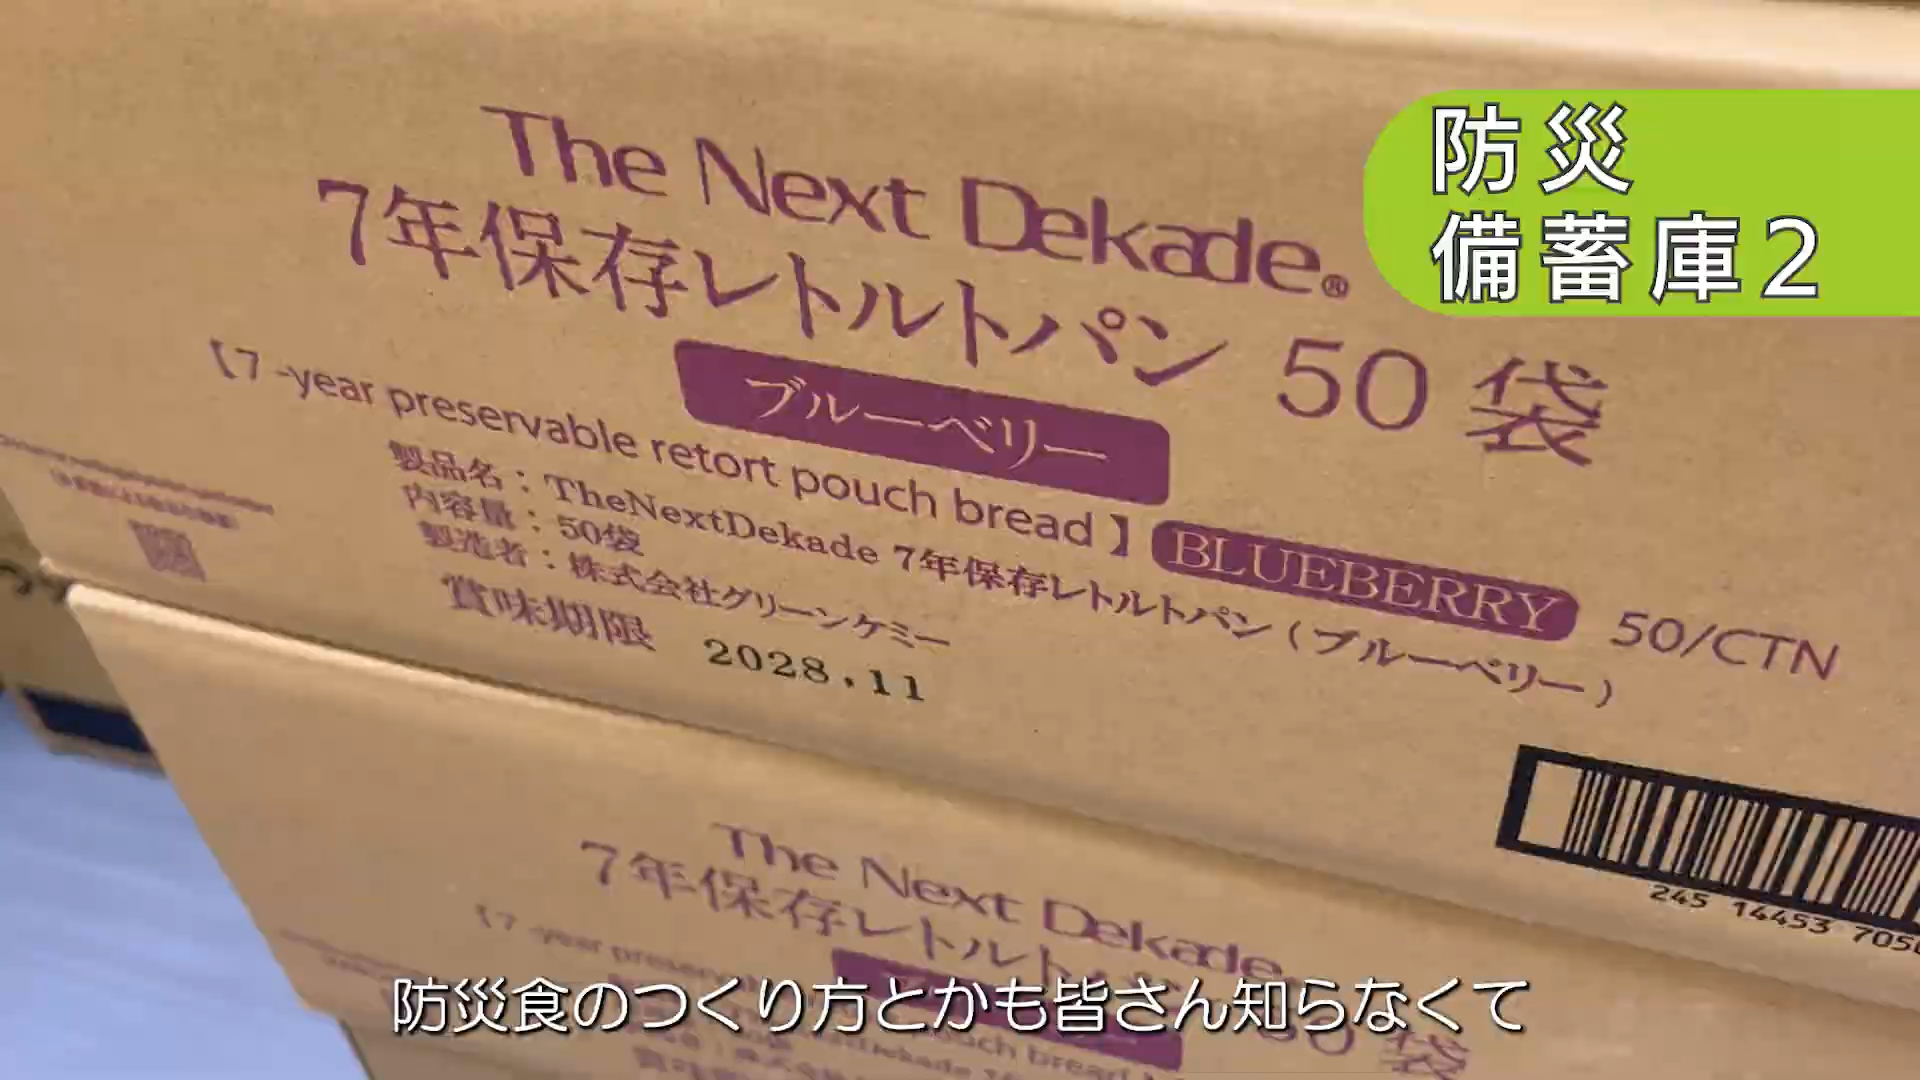 防災
備蓄庫2
The Next Dekade®
7年保存レトルトパン 50 袋
ブルーベリー
【7-year preservable retort pouch bread】 BLUEBERRY 50/CTN
製品名：TheNextDekade 7年保存レトルトパン（ブルーベリー）
内容量：50袋
製造者：株式会社グリーンケミー
賞味期限 2028.11
245 14453 705
The Next Dekade
7年保存レトルトパン
防災食のつくり方とかも皆さん知らなくて